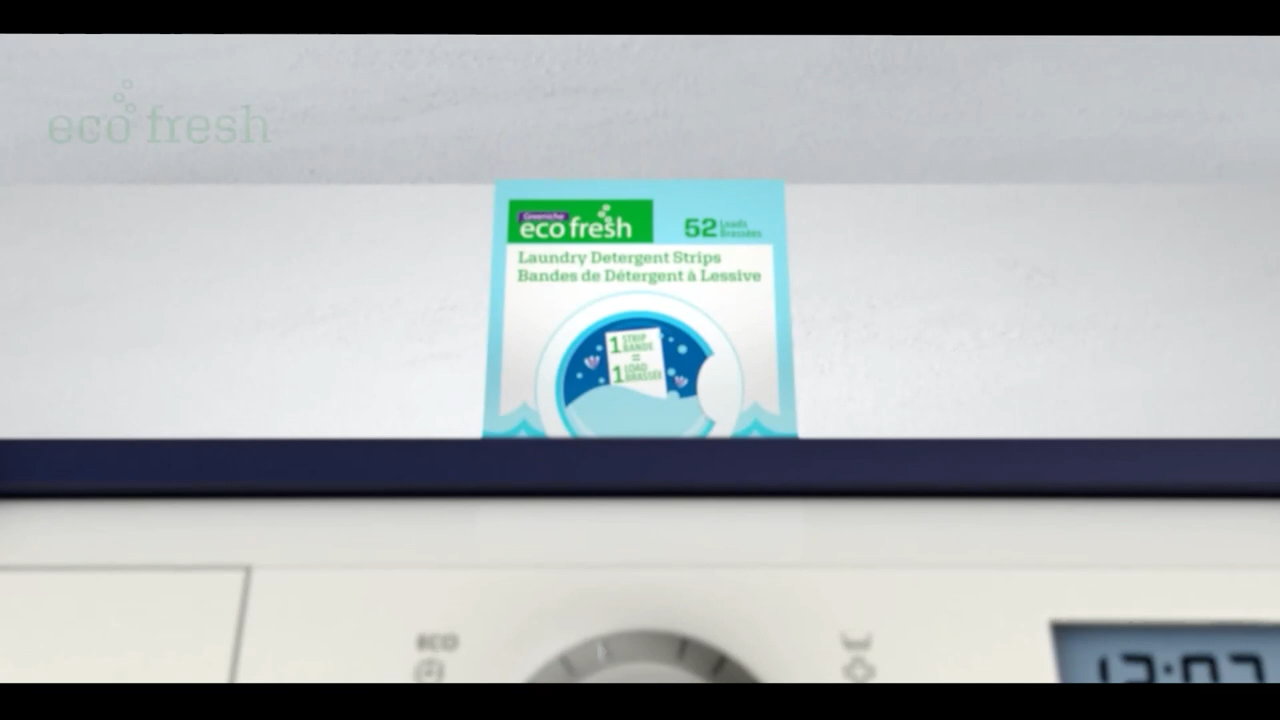 eco fresh
Greeniche
eco fresh
52 Loads
Brassées
Laundry Detergent Strips
Bandes de Détergent à Lessive
1 STRIP
BANDE
=
1 LOAD
BRASSÉE
ECO